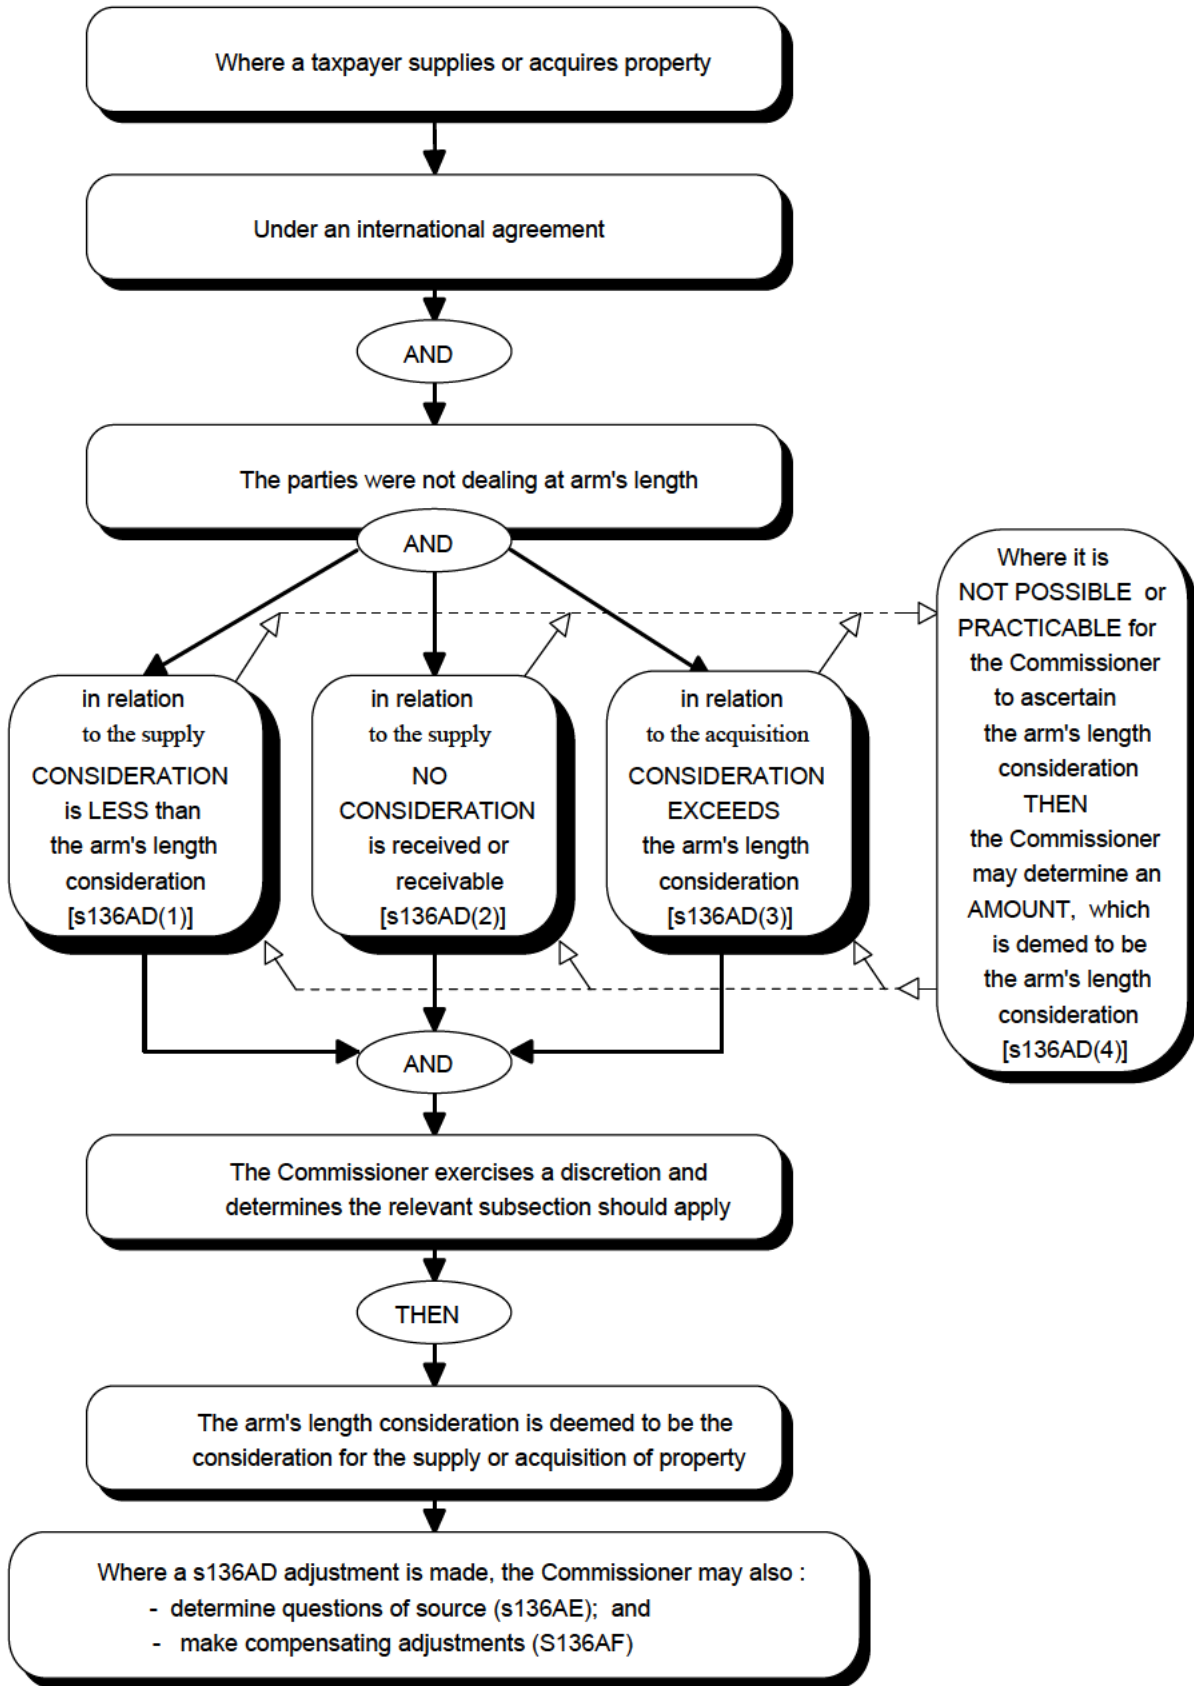 Where a taxpayer supplies or acquires property
Under an international agreement
AND
The parties were not dealing at arm's length
AND
in relation
to the supply
CONSIDERATION
is LESS than
the arm's length
consideration
[s136AD(1)]
in relation
to the supply
NO
CONSIDERATION
is received or
receivable
[s136AD(2)]
in relation
to the acquisition
CONSIDERATION
EXCEEDS
the arm's length
consideration
[s136AD(3)]
Where it is
NOT POSSIBLE or
PRACTICABLE for
the Commissioner
to ascertain
the arm's length
consideration
THEN
the Commissioner
may determine an
AMOUNT, which
is demed to be
the arm's length
consideration
[s136AD(4)]
AND
The Commissioner exercises a discretion and
determines the relevant subsection should apply
THEN
The arm's length consideration is deemed to be the
consideration for the supply or acquisition of property
Where a s136AD adjustment is made, the Commissioner may also :
- determine questions of source (s136AE); and
- make compensating adjustments (S136AF)